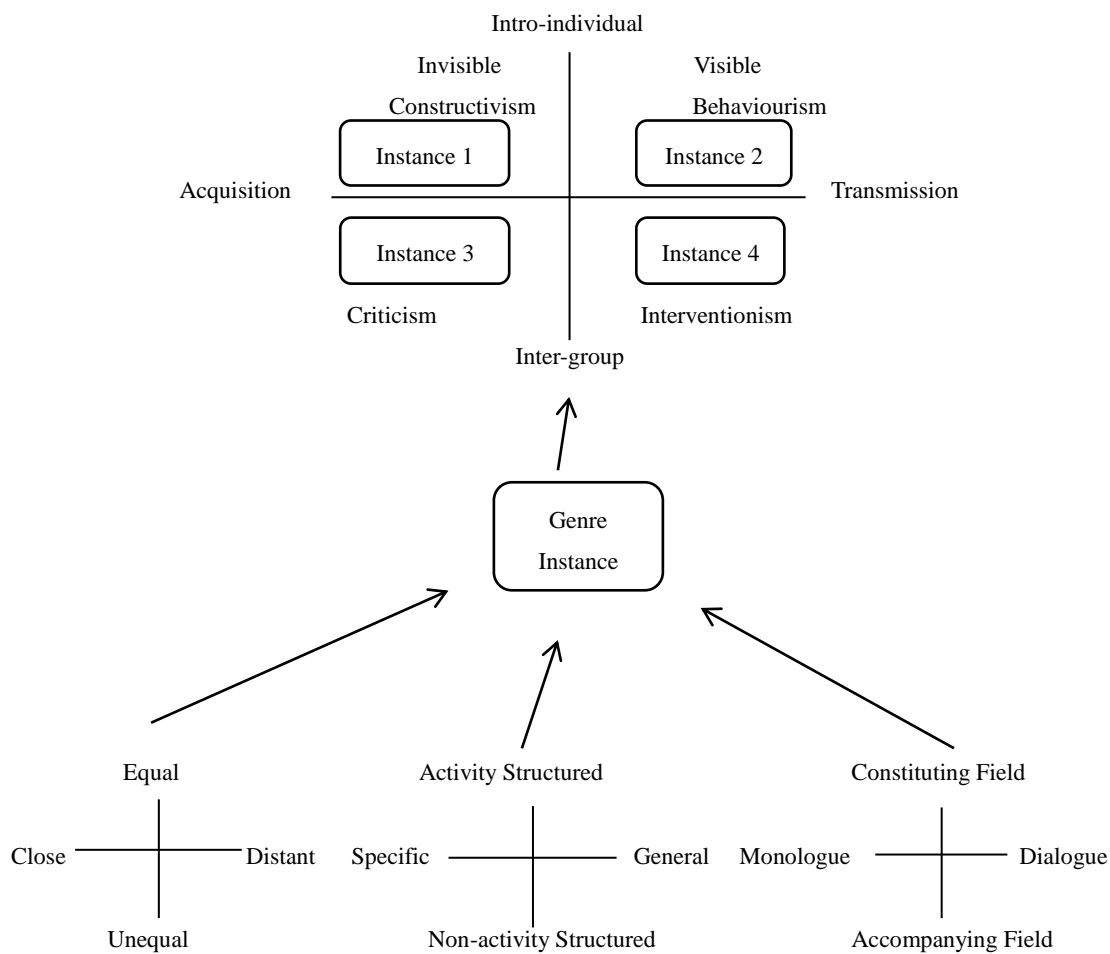 Intro-individual
Invisible Visible
Constructivism Behaviourism
Instance 1 Instance 2
Acquisition Transmission
Instance 3 Instance 4
Criticism Interventionism
Inter-group
Genre
Instance
Equal Activity Structured Constituting Field
Close Distant Specific General Monologue Dialogue
Unequal Non-activity Structured Accompanying Field